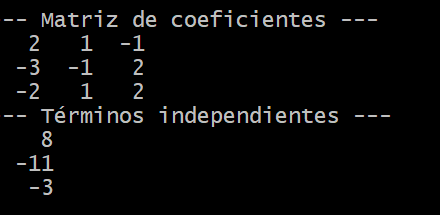 -- Matriz de coeficientes ---
2 1 -1
-3 -1 2
-2 1 2
-- Términos independientes ---
8
-11
-3